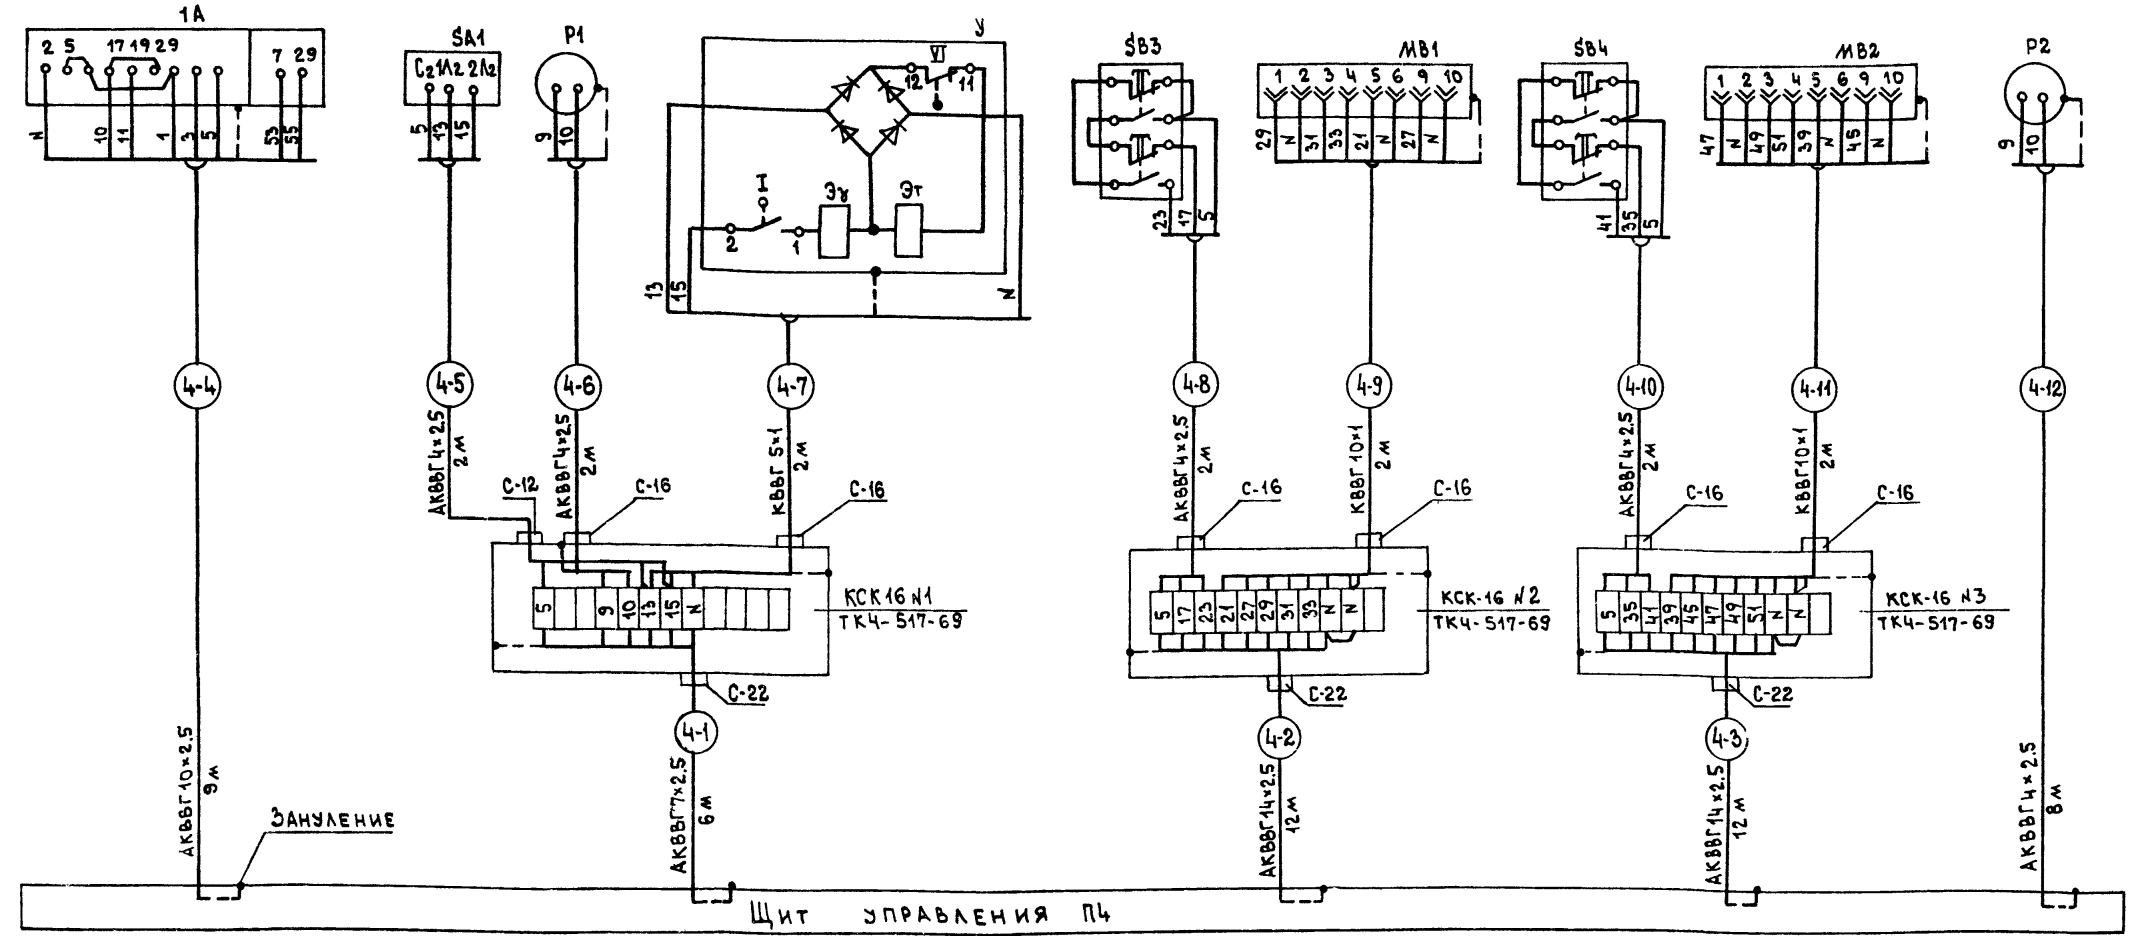 1А
2 5 17 19 29 7 29
N 10 11 1 3 5 53 55
SA1
С2 1Л2 2Л2
5 13 15
Р1
9 10
У
VI
12 11
I
2 1
Эу Эт
13 15 N
SB3
23 17 5
МВ1
1 2 3 4 5 6 9 10
29 N 31 33 21 N 27 N
SB4
41 35 5
МВ2
1 2 3 4 5 6 9 10
47 N 49 51 39 N 45 N
Р2
9 10
4-4
4-5
4-6
4-7
4-8
4-9
4-10
4-11
4-12
АКВВГ4×2.5
2м
АКВВГ4×2.5
2м
КВВГ 5×1
2м
АКВВГ4×2.5
2м
КВВГ 10×1
2м
АКВВГ4×2.5
2м
КВВГ10×1
2м
С-12
С-16
С-16
С-16
С-16
С-16
С-16
5 9 10 13 15 N
КСК16 N1
ТК4-517-69
5 17 23 21 27 29 31 33 N N
КСК-16 N2
ТК4-517-69
5 35 41 39 45 47 49 51 N N
КСК-16 N3
ТК4-517-69
С-22
С-22
С-22
4-1
4-2
4-3
АКВВГ10×2.5
9м
АКВВГ7×2.5
6м
АКВВГ14×2.5
12м
АКВВГ14×2.5
12м
АКВВГ4×2.5
8м
Зануление
Щит управления П4